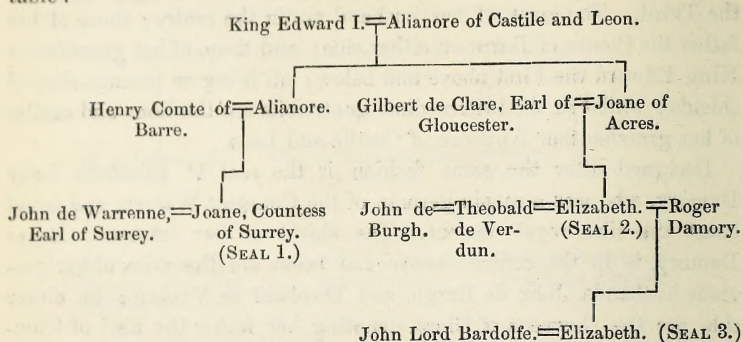 table :
King Edward I.═Alianore of Castile and Leon.
Henry Comte of═Alianore. Gilbert de Clare, Earl of═Joane of
Barre. Gloucester. Acres.
John de Warrenne,═Joane, Countess John de═Theobald═Elizabeth.═Roger
Earl of Surrey. of Surrey. Burgh. de Ver- (SEAL 2.) Damory.
(SEAL 1.) dun.
John Lord Bardolfe.═Elizabeth. (SEAL 3.)